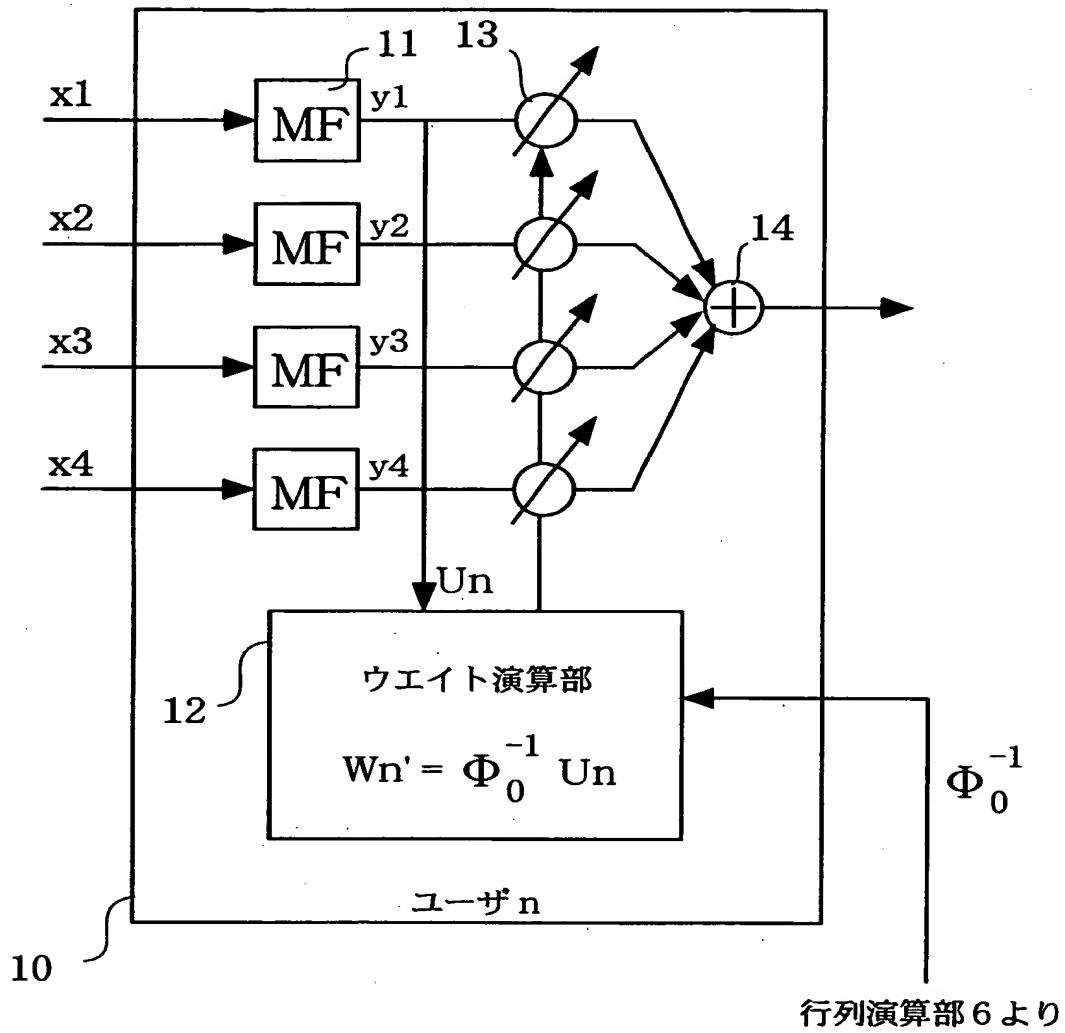 11
13
x1
MF
y1
x2
MF
y2
14
x3
MF
y3
x4
MF
y4
Un
12
ウエイト演算部
Wn' = Φ₀⁻¹ Un
Φ₀⁻¹
ユーザn
10
行列演算部6より